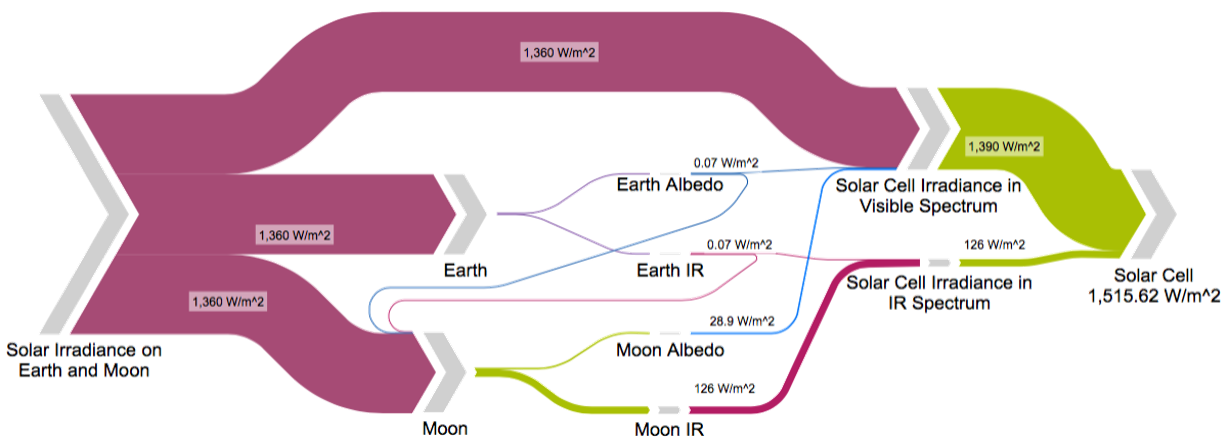 1,360 W/m^2
Solar Irradiance on
Earth and Moon
1,360 W/m^2
1,360 W/m^2
Earth
Moon
0.07 W/m^2
Earth Albedo
0.07 W/m^2
Earth IR
28.9 W/m^2
Moon Albedo
126 W/m^2
Moon IR
Solar Cell Irradiance in
Visible Spectrum
Solar Cell Irradiance in
IR Spectrum
1,390 W/m^2
126 W/m^2
Solar Cell
1,515.62 W/m^2